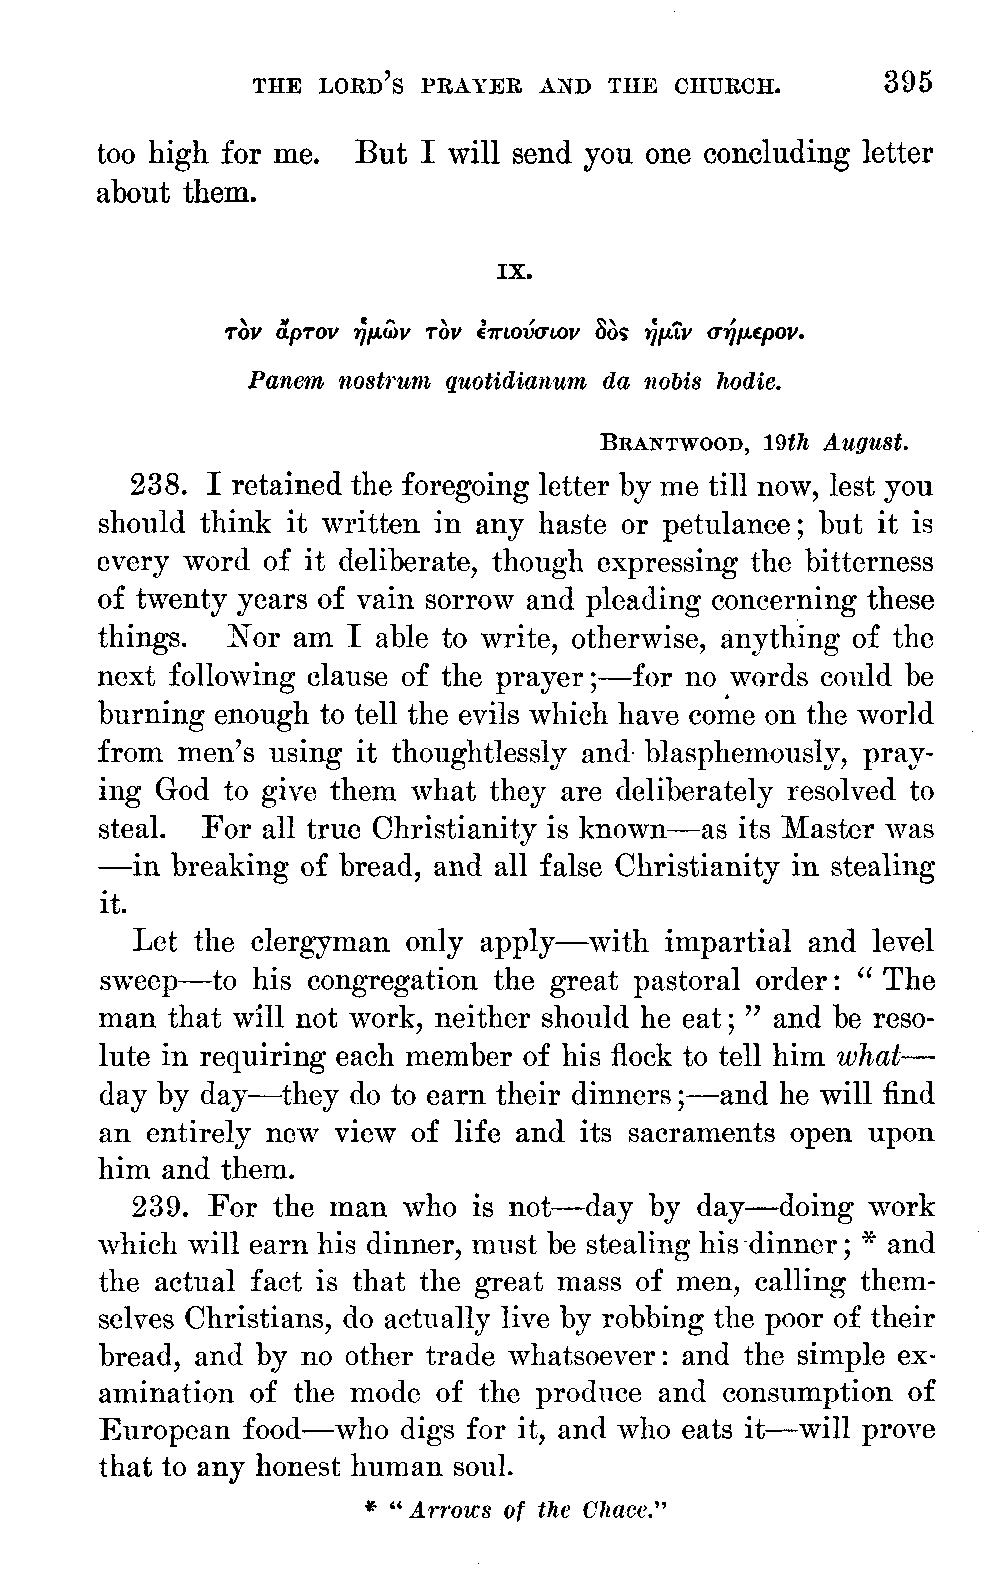 THE LORD'S PRAYER AND THE CHURCH. 395
too high for me. But I will send you one concluding letter
about them.
IX.
τὸν ἄρτον ἡμῶν τὸν ἐπιούσιον δὸς ἡμῖν σήμερον.
Panem nostrum quotidianum da nobis hodie.
BRANTWOOD, 19th August.
238. I retained the foregoing letter by me till now, lest you
should think it written in any haste or petulance; but it is
every word of it deliberate, though expressing the bitterness
of twenty years of vain sorrow and pleading concerning these
things. Nor am I able to write, otherwise, anything of the
next following clause of the prayer;—for no words could be
burning enough to tell the evils which have come on the world
from men's using it thoughtlessly and blasphemously, pray-
ing God to give them what they are deliberately resolved to
steal. For all true Christianity is known—as its Master was
—in breaking of bread, and all false Christianity in stealing
it.
Let the clergyman only apply—with impartial and level
sweep—to his congregation the great pastoral order: "The
man that will not work, neither should he eat;" and be reso-
lute in requiring each member of his flock to tell him what—
day by day—they do to earn their dinners;—and he will find
an entirely new view of life and its sacraments open upon
him and them.
239. For the man who is not—day by day—doing work
which will earn his dinner, must be stealing his dinner; * and
the actual fact is that the great mass of men, calling them-
selves Christians, do actually live by robbing the poor of their
bread, and by no other trade whatsoever: and the simple ex-
amination of the mode of the produce and consumption of
European food—who digs for it, and who eats it—will prove
that to any honest human soul.
* "Arrows of the Chace."